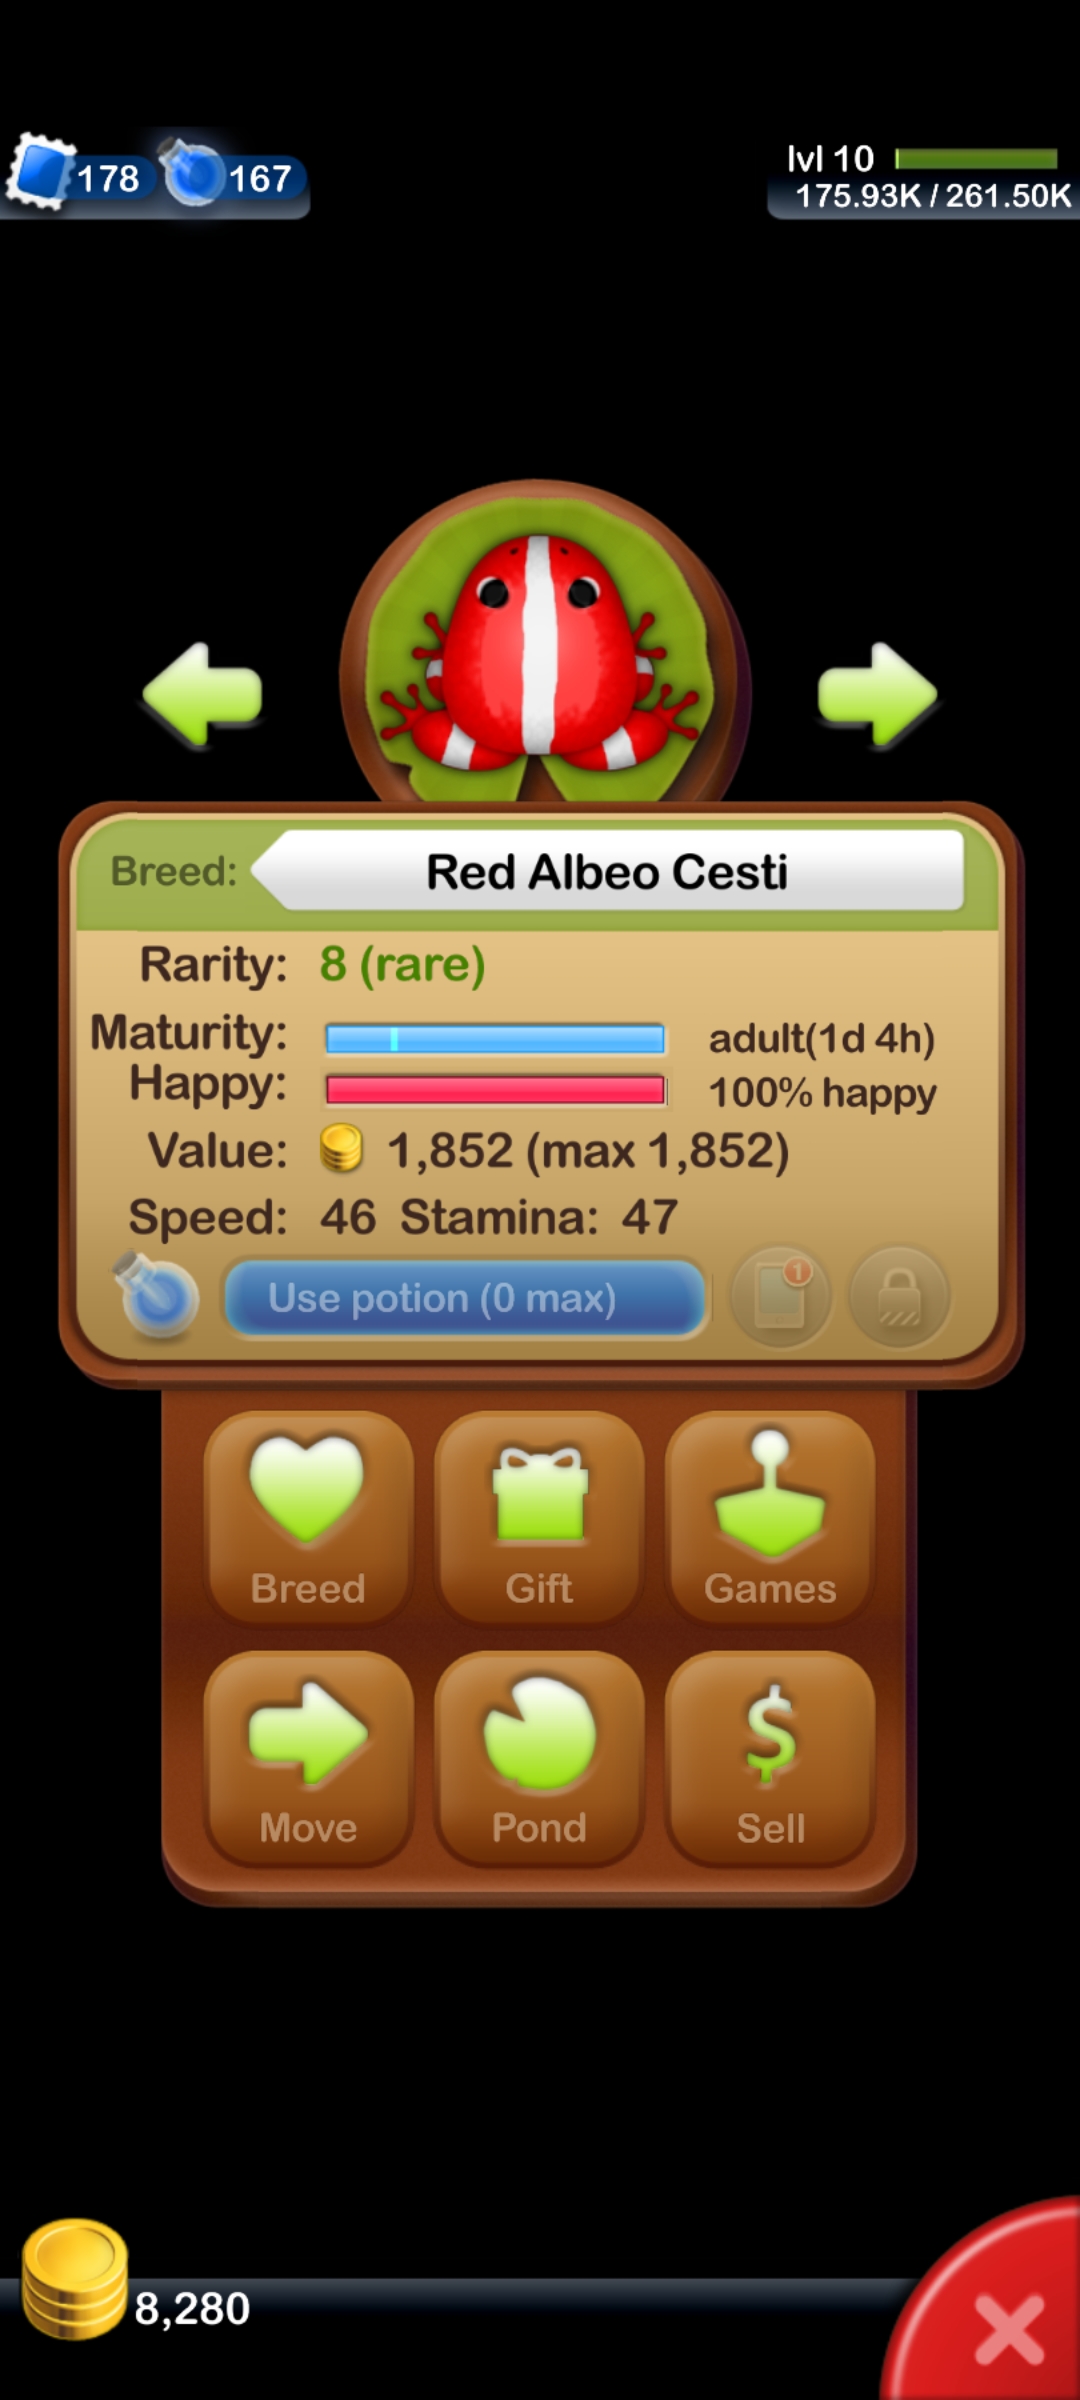 178 167
lvl 10
175.93K / 261.50K
Breed: Red Albeo Cesti
Rarity: 8 (rare)
Maturity: adult(1d 4h)
Happy: 100% happy
Value: 1,852 (max 1,852)
Speed: 46 Stamina: 47
Use potion (0 max) 1
Breed Gift Games
Move Pond Sell
8,280